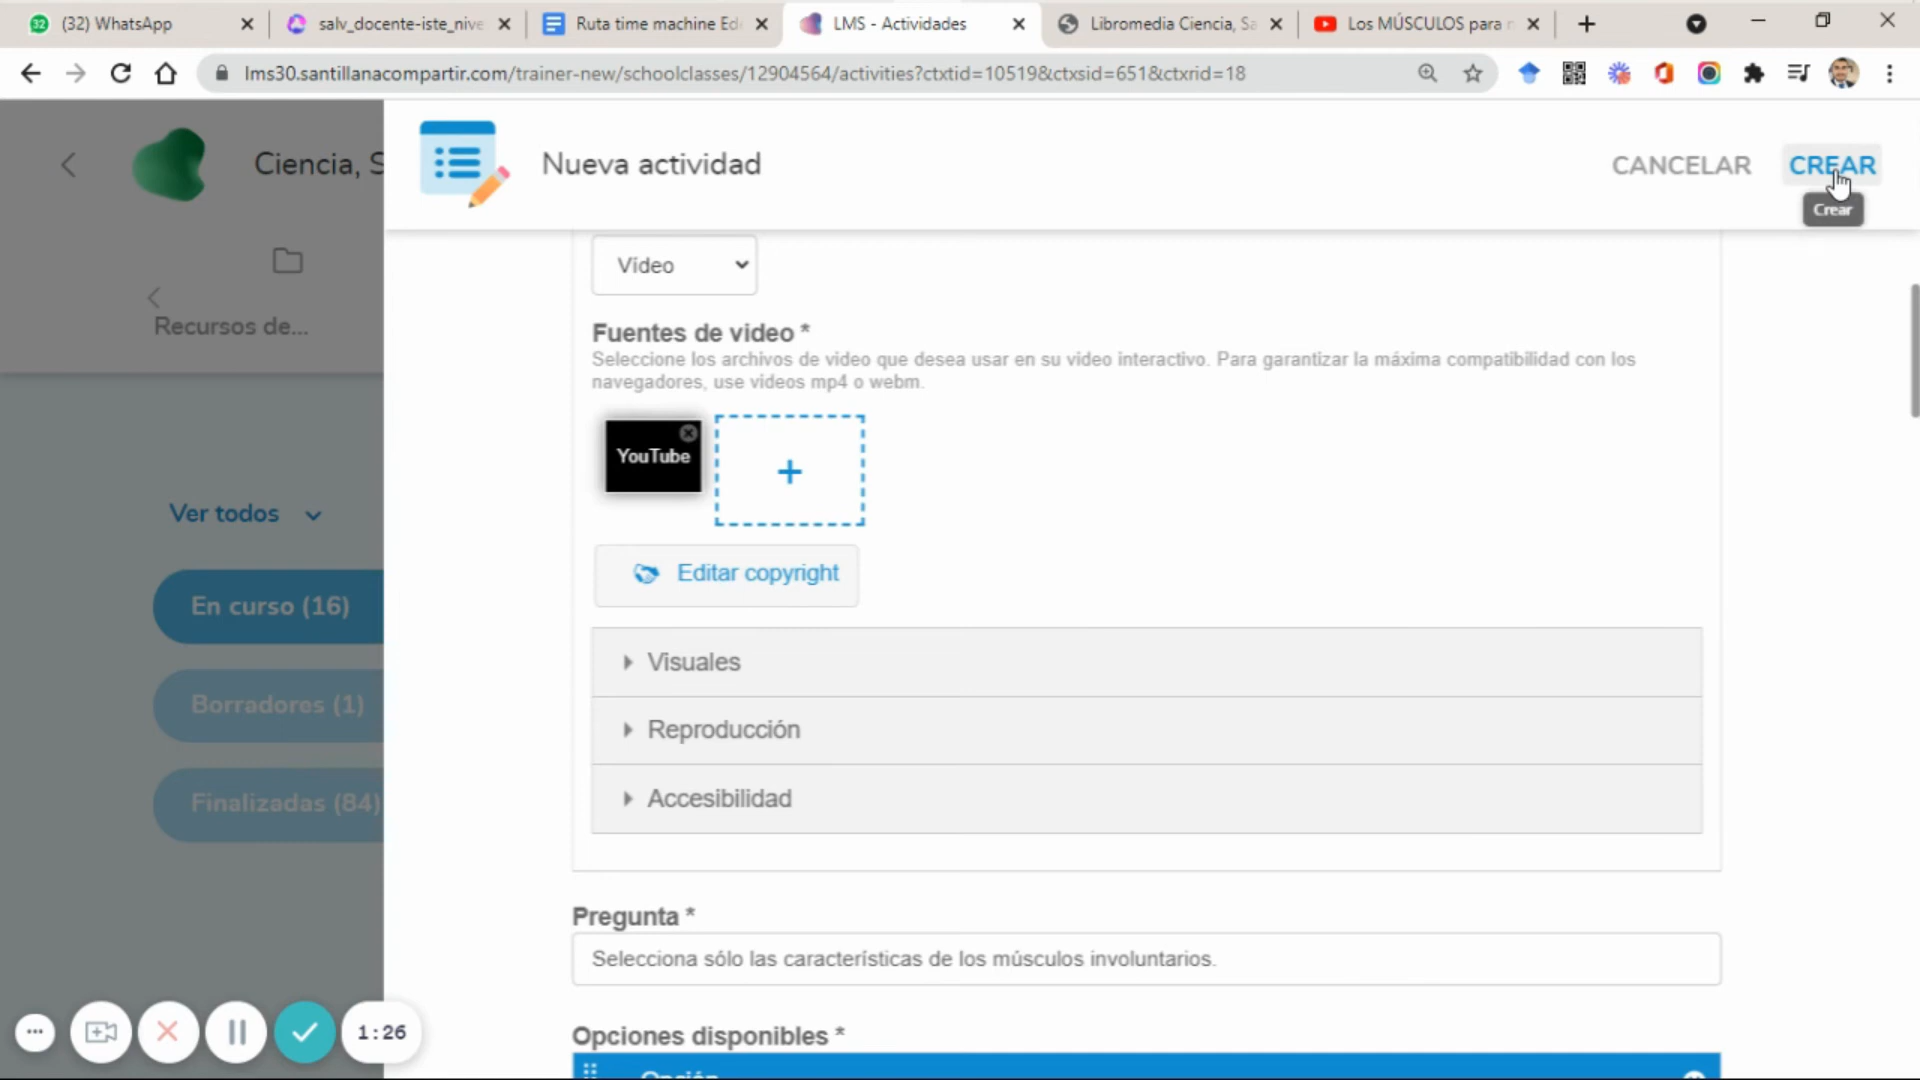 32
(32) WhatsApp
salv_docente-iste_nive
Ruta time machine Ed
LMS - Actividades
Libromedia Ciencia, Sa
Los MÚSCULOS para n
lms30.santillanacompartir.com/trainer-new/schoolclasses/12904564/activities?ctxtid=10519&ctxsid=651&ctxrid=18
Ciencia, S
Nueva actividad
CANCELAR
CREAR
Crear
Recursos de...
Video
Fuentes de video *
Seleccione los archivos de video que desea usar en su video interactivo. Para garantizar la máxima compatibilidad con los
navegadores, use videos mp4 o webm.
YouTube
+
Editar copyright
Ver todos
En curso (16)
Borradores (1)
Finalizadas (84)
Visuales
Reproducción
Accesibilidad
Pregunta *
Selecciona sólo las características de los músculos involuntarios.
Opciones disponibles *
Opción
1:26